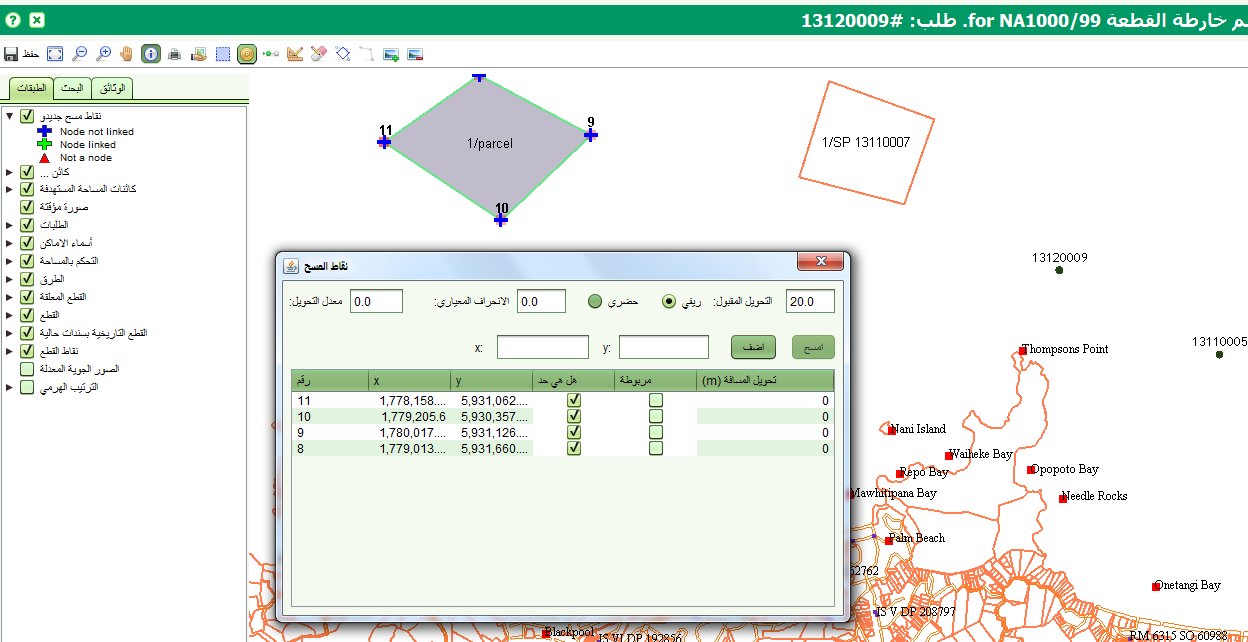 م خارطة القطعة for NA1000/99. طلب: #13120009
حفظ
الطبقات البحث الوثائق
نقاط مسح جديدو
Node not linked
Node linked
Not a node
كائن ...
كائنات المساحة المستهدفة
صورة مؤقتة
الطلبات
أسماء الاماكن
التحكم بالمساحة
الطرق
القطع المعلقة
القطع
القطع التاريخية بسندات حالية
نقاط القطع
الصور الجوية المعدلة
الترتيب الهرمي
11
9
1/parcel
10
1/SP 13110007
13120009
13110005
Thompsons Point
Nani Island
Waiheke Bay
Repo Bay
Opopoto Bay
Mawhitipana Bay
Needle Rocks
Palm Beach
52762
Onetangi Bay
JS V DP 208797
Blackpool
JS VI DP 192856
RM 6315 SO 60988
نقاط المسح
معدل التحويل: 0.0 الانحراف المعياري: 0.0 حضري ريفي التحويل المقبول: 20.0
x: y: اضف امسح
رقم x y هل هي حد مربوطة تحويل المسافة (m)
11 1,778,158.... 5,931,062.... 0
10 1,779,205.6 5,930,357.... 0
9 1,780,017.... 5,931,126.... 0
8 1,779,013.... 5,931,660.... 0